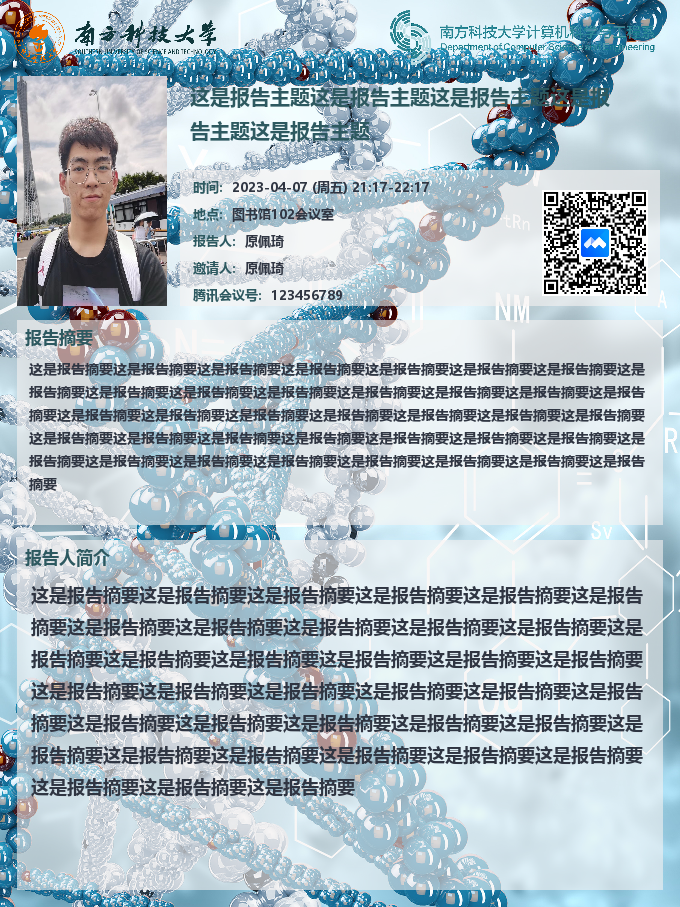 南方科技大学
SOUTHERN UNIVERSITY OF SCIENCE AND TECHNOLOGY
南方科技大学计算机
Department of Computer Science and Engineering
这是报告主题这是报告主题这是报告主题这是报
告主题这是报告主题
时间: 2023-04-07 (周五) 21:17-22:17
地点: 图书馆102会议室
报告人: 原佩琦
邀请人: 原佩琦
腾讯会议号: 123456789
tRn
A
NM
报告摘要
这是报告摘要这是报告摘要这是报告摘要这是报告摘要这是报告摘要这是报告摘要这是报告摘要这是
报告摘要这是报告摘要这是报告摘要这是报告摘要这是报告摘要这是报告摘要这是报告摘要这是报告
摘要这是报告摘要这是报告摘要这是报告摘要这是报告摘要这是报告摘要这是报告摘要这是报告摘要
这是报告摘要这是报告摘要这是报告摘要这是报告摘要这是报告摘要这是报告摘要这是报告摘要这是
报告摘要这是报告摘要这是报告摘要这是报告摘要这是报告摘要这是报告摘要这是报告摘要这是报告
摘要
Sv
报告人简介
这是报告摘要这是报告摘要这是报告摘要这是报告摘要这是报告摘要这是报告
摘要这是报告摘要这是报告摘要这是报告摘要这是报告摘要这是报告摘要这是
报告摘要这是报告摘要这是报告摘要这是报告摘要这是报告摘要这是报告摘要
这是报告摘要这是报告摘要这是报告摘要这是报告摘要这是报告摘要这是报告
摘要这是报告摘要这是报告摘要这是报告摘要这是报告摘要这是报告摘要这是
报告摘要这是报告摘要这是报告摘要这是报告摘要这是报告摘要这是报告摘要
这是报告摘要这是报告摘要这是报告摘要